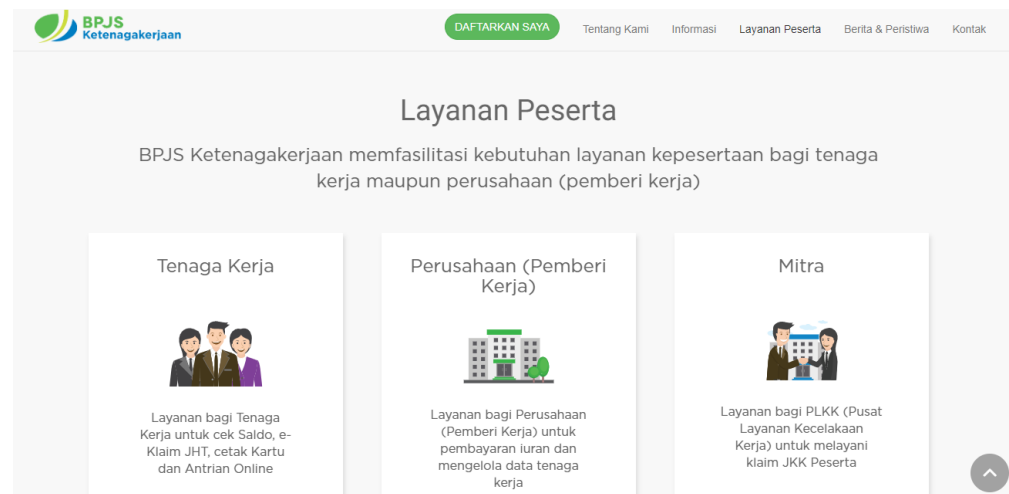 BPJS
Ketenagakerjaan
DAFTARKAN SAYA
Tentang Kami
Informasi
Layanan Peserta
Berita & Peristiwa
Kontak
Layanan Peserta
BPJS Ketenagakerjaan memfasilitasi kebutuhan layanan kepesertaan bagi tenaga
kerja maupun perusahaan (pemberi kerja)
Tenaga Kerja
Layanan bagi Tenaga
Kerja untuk cek Saldo, e-
Klaim JHT, cetak Kartu
dan Antrian Online
Perusahaan (Pemberi
Kerja)
Layanan bagi Perusahaan
(Pemberi Kerja) untuk
pembayaran iuran dan
mengelola data tenaga
kerja
Mitra
Layanan bagi PLKK (Pusat
Layanan Kecelakaan
Kerja) untuk melayani
klaim JKK Peserta